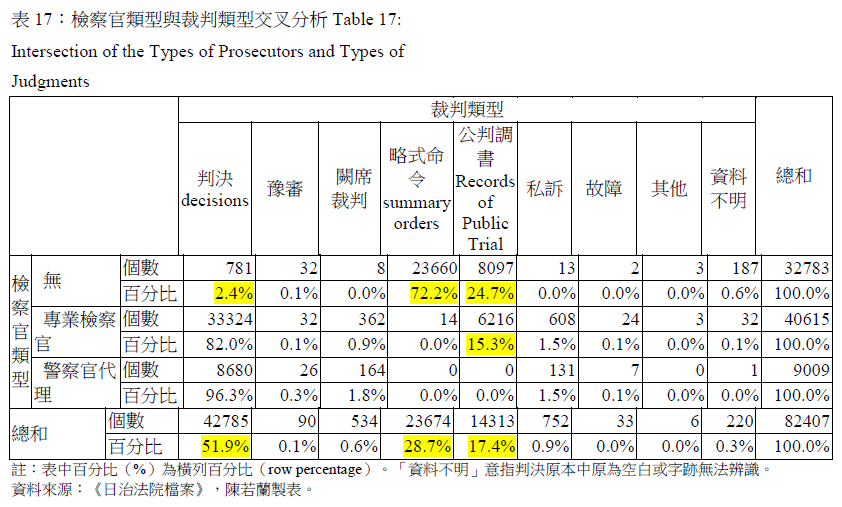 表 17：檢察官類型與裁判類型交叉分析 Table 17:
Intersection of the Types of Prosecutors and Types of
Judgments
裁判類型
判決 decisions 豫審 闕席裁判 略式命令 summary orders 公判調書 Records of Public Trial 私訴 故障 其他 資料不明 總和
檢察官類型
無 個數 781 32 8 23660 8097 13 2 3 187 32783
百分比 2.4% 0.1% 0.0% 72.2% 24.7% 0.0% 0.0% 0.0% 0.6% 100.0%
專業檢察官 個數 33324 32 362 14 6216 608 24 3 32 40615
百分比 82.0% 0.1% 0.9% 0.0% 15.3% 1.5% 0.1% 0.0% 0.1% 100.0%
警察官代理 個數 8680 26 164 0 0 131 7 0 1 9009
百分比 96.3% 0.3% 1.8% 0.0% 0.0% 1.5% 0.1% 0.0% 0.0% 100.0%
總和 個數 42785 90 534 23674 14313 752 33 6 220 82407
百分比 51.9% 0.1% 0.6% 28.7% 17.4% 0.9% 0.0% 0.0% 0.3% 100.0%
註：表中百分比（%）為橫列百分比（row percentage）。「資料不明」意指判決原本中原為空白或字跡無法辨識。
資料來源：《日治法院檔案》，陳若蘭製表。